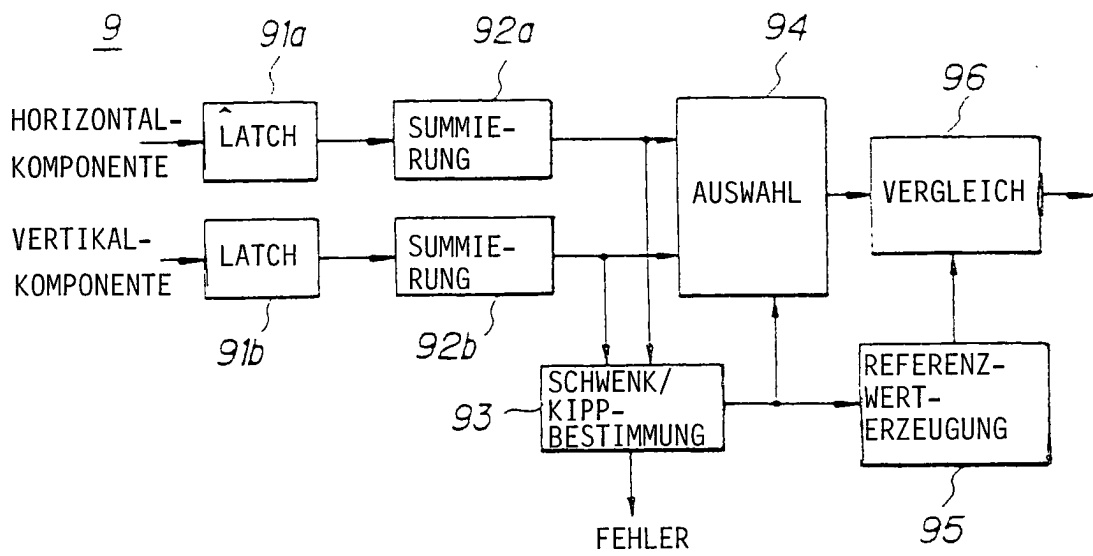 9
91a
92a
94
96
HORIZONTAL-
KOMPONENTE
LATCH
SUMMIE-
RUNG
AUSWAHL
VERGLEICH
VERTIKAL-
KOMPONENTE
LATCH
SUMMIE-
RUNG
91b
92b
93
SCHWENK/
KIPP-
BESTIMMUNG
REFERENZ-
WERT-
ERZEUGUNG
95
FEHLER